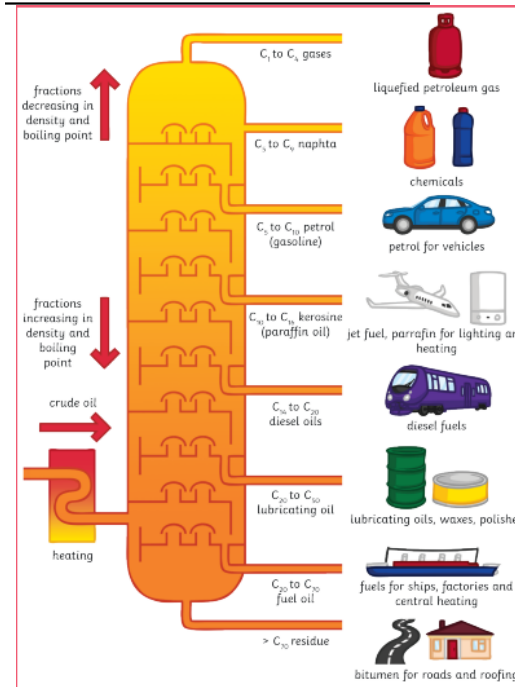 C₁ to C₄ gases
liquefied petroleum gas
fractions
decreasing in
density and
boiling point
C₅ to C₉ naphta
chemicals
C₅ to C₁₀ petrol
(gasoline)
petrol for vehicles
C₁₀ to C₁₆ kerosine
(paraffin oil)
jet fuel, parrafin for lighting an
heating
fractions
increasing in
density and
boiling
point
crude oil
C₁₄ to C₂₀
diesel oils
diesel fuels
C₂₀ to C₅₀
lubricating oil
lubricating oils, waxes, polishe
heating
C₂₀ to C₇₀
fuel oil
fuels for ships, factories and
central heating
> C₇₀ residue
bitumen for roads and roofing